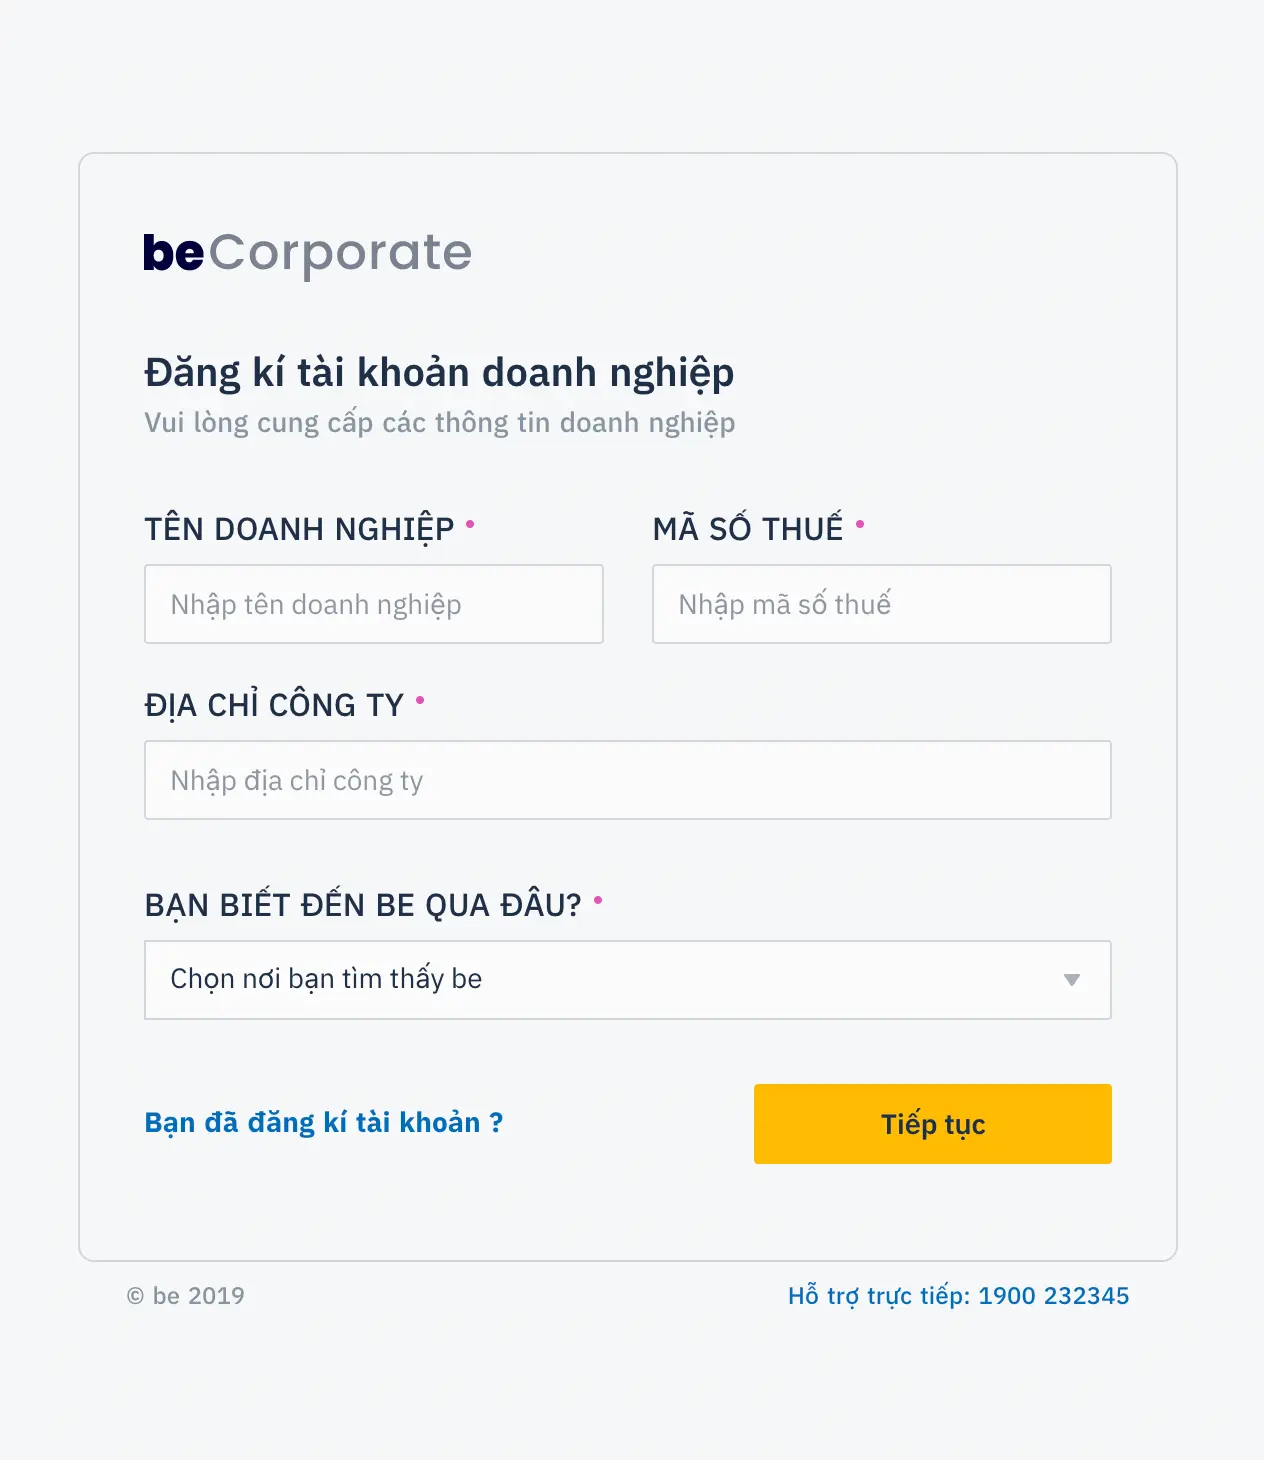 beCorporate
Đăng kí tài khoản doanh nghiệp
Vui lòng cung cấp các thông tin doanh nghiệp
TÊN DOANH NGHIỆP •
MÃ SỐ THUẾ •
Nhập tên doanh nghiệp
Nhập mã số thuế
ĐỊA CHỈ CÔNG TY •
Nhập địa chỉ công ty
BẠN BIẾT ĐẾN BE QUA ĐÂU? •
Chọn nơi bạn tìm thấy be
Bạn đã đăng kí tài khoản ?
Tiếp tục
© be 2019
Hỗ trợ trực tiếp: 1900 232345